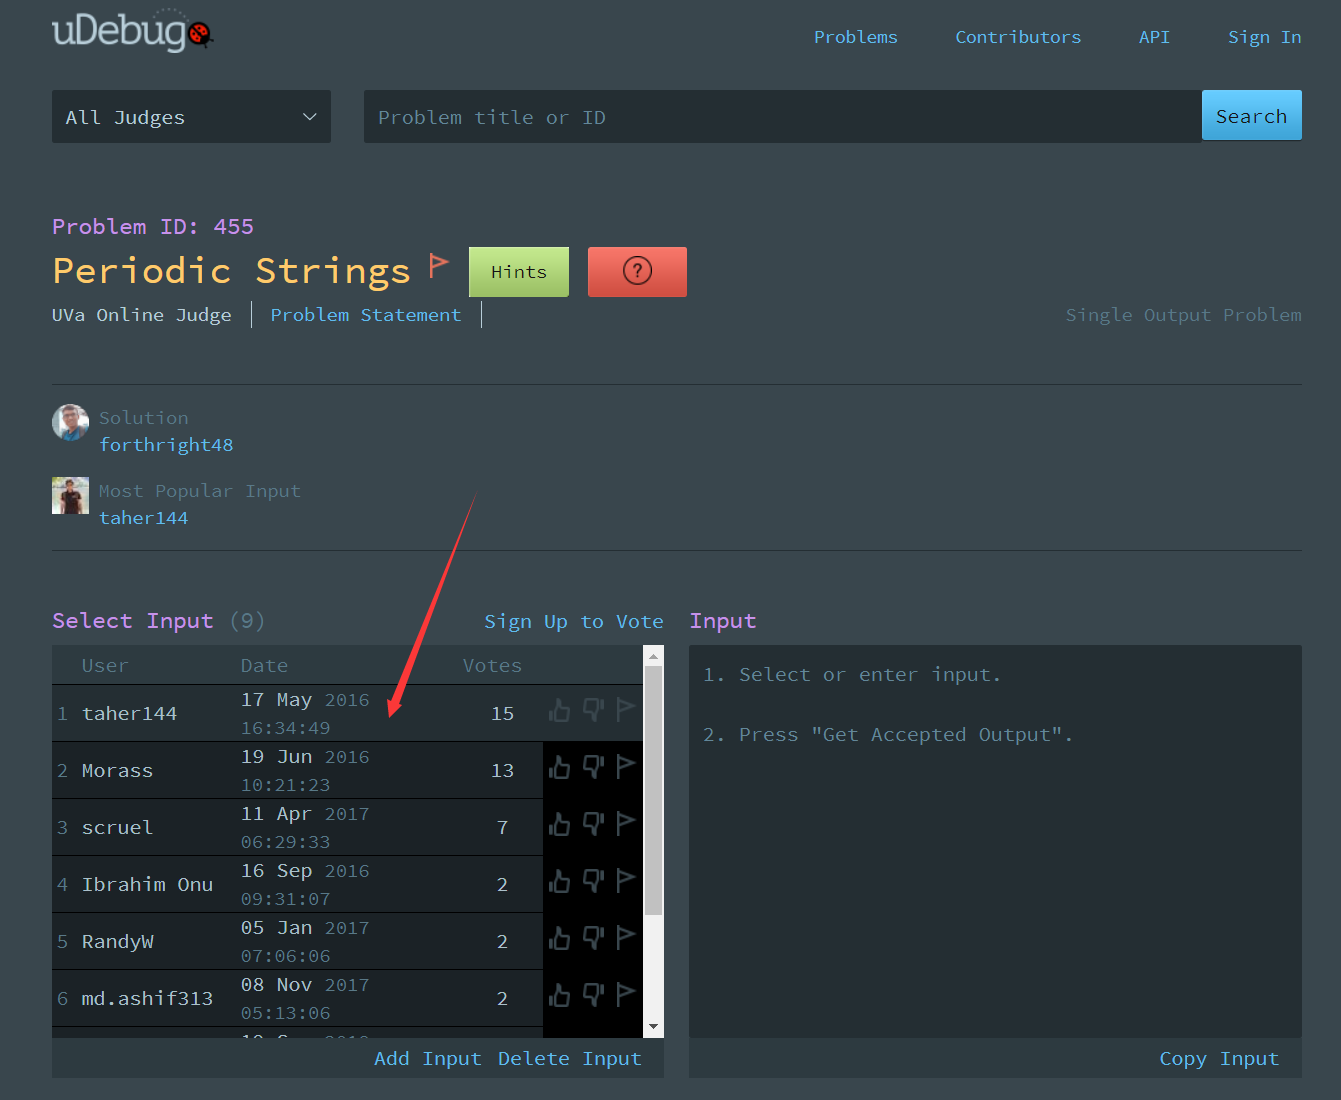 uDebug
Problems Contributors API Sign In
All Judges Problem title or ID Search
Problem ID: 455
Periodic Strings Hints ?
UVa Online Judge Problem Statement Single Output Problem
Solution
forthright48
Most Popular Input
taher144
Select Input (9) Sign Up to Vote
User Date Votes
1 taher144 17 May 2016 16:34:49 15
2 Morass 19 Jun 2016 10:21:23 13
3 scruel 11 Apr 2017 06:29:33 7
4 Ibrahim Onu 16 Sep 2016 09:31:07 2
5 RandyW 05 Jan 2017 07:06:06 2
6 md.ashif313 08 Nov 2017 05:13:06 2
Add Input Delete Input
Input
1. Select or enter input.
2. Press "Get Accepted Output".
Copy Input